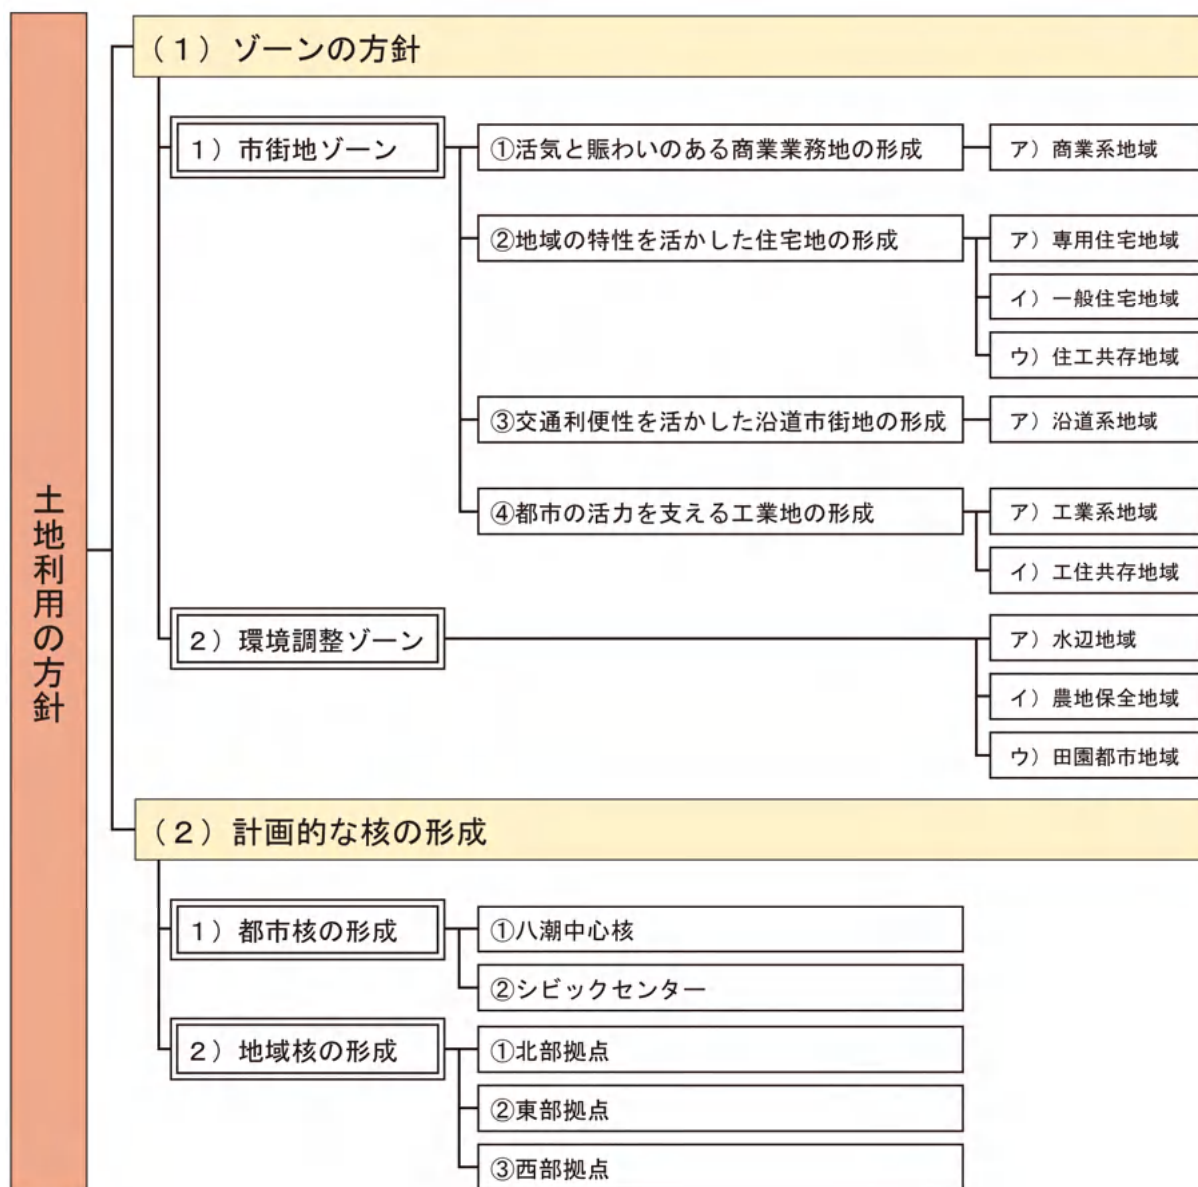 土地利用の方針
（１）ゾーンの方針
１）市街地ゾーン
①活気と賑わいのある商業業務地の形成
ア）商業系地域
②地域の特性を活かした住宅地の形成
ア）専用住宅地域
イ）一般住宅地域
ウ）住工共存地域
③交通利便性を活かした沿道市街地の形成
ア）沿道系地域
④都市の活力を支える工業地の形成
ア）工業系地域
イ）工住共存地域
２）環境調整ゾーン
ア）水辺地域
イ）農地保全地域
ウ）田園都市地域
（２）計画的な核の形成
１）都市核の形成
①八潮中心核
②シビックセンター
２）地域核の形成
①北部拠点
②東部拠点
③西部拠点